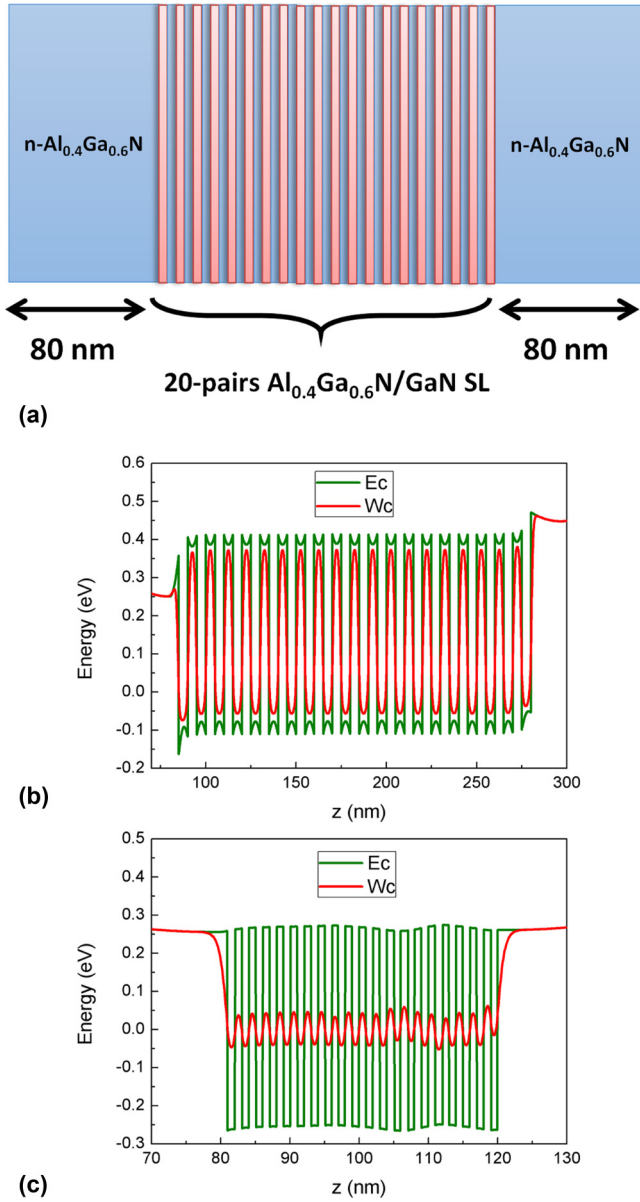 n-Al₀.₄Ga₀.₆N
n-Al₀.₄Ga₀.₆N
80 nm
80 nm
20-pairs Al₀.₄Ga₀.₆N/GaN SL
(a)
Ec
Wc
Energy (eV)
0.6
0.5
0.4
0.3
0.2
0.1
0.0
-0.1
-0.2
100 150 200 250 300
z (nm)
(b)
Ec
Wc
Energy (eV)
0.5
0.4
0.3
0.2
0.1
0.0
-0.1
-0.2
-0.3
70 80 90 100 110 120 130
z (nm)
(c)